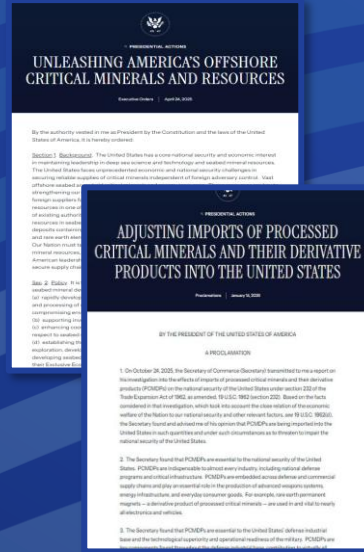 PRESIDENTIAL ACTIONS
UNLEASHING AMERICA'S OFFSHORE
CRITICAL MINERALS AND RESOURCES
Executive Orders | April 24, 2025
By the authority vested in me as President by the Constitution and the laws of the United
States of America, it is hereby ordered:
Section 1. Background. The United States has a core national security and economic interest
in maintaining leadership in deep sea science and technology and seabed mineral resources.
The United States faces unprecedented economic and national security challenges in
securing reliable supplies of critical minerals independent of foreign adversary control. Vast
offshore seabed
strengthening our
foreign suppliers f
resources in one of
of existing authori
resources in seabe
deposits containing
and rare earth elem
Our Nation must t
mineral resources,
American leadersh
secure supply chai
Sec. 2. Policy. It is
seabed mineral de
(a) rapidly develop
and processing of
(b) supporting inv
(c) enhancing coo
respect to seabed
(d) establishing th
exploration, develo
developing seabed
their Exclusive Eco
PRESIDENTIAL ACTIONS
ADJUSTING IMPORTS OF PROCESSED
CRITICAL MINERALS AND THEIR DERIVATIVE
PRODUCTS INTO THE UNITED STATES
Proclamations | January 14, 2026
BY THE PRESIDENT OF THE UNITED STATES OF AMERICA
A PROCLAMATION
1. On October 24, 2025, the Secretary of Commerce (Secretary) transmitted to me a report on
his investigation into the effects of imports of processed critical minerals and their derivative
products (PCMDPs) on the national security of the United States under section 232 of the
Trade Expansion Act of 1962, as amended, 19 U.S.C. 1862 (section 232). Based on the facts
considered in that investigation, which took into account the close relation of the economic
welfare of the Nation to our national security and other relevant factors, see 19 U.S.C. 1862(d),
the Secretary found and advised me of his opinion that PCMDPs are being imported into the
United States in such quantities and under such circumstances as to threaten to impair the
national security of the United States.
2. The Secretary found that PCMDPs are essential to the national security of the United
States. PCMDPs are indispensable to almost every industry, including national defense
programs and critical infrastructure. PCMDPs are embedded across defense and commercial
supply chains and play an essential role in the production of advanced weapons systems,
energy infrastructure, and everyday consumer goods. For example, rare earth permanent
magnets — a derivative product of processed critical minerals — are used in and vital to nearly
all electronics and vehicles.
3. The Secretary found that PCMDPs are essential to the United States' defense industrial
base and the technological superiority and operational readiness of the military. PCMDPs are